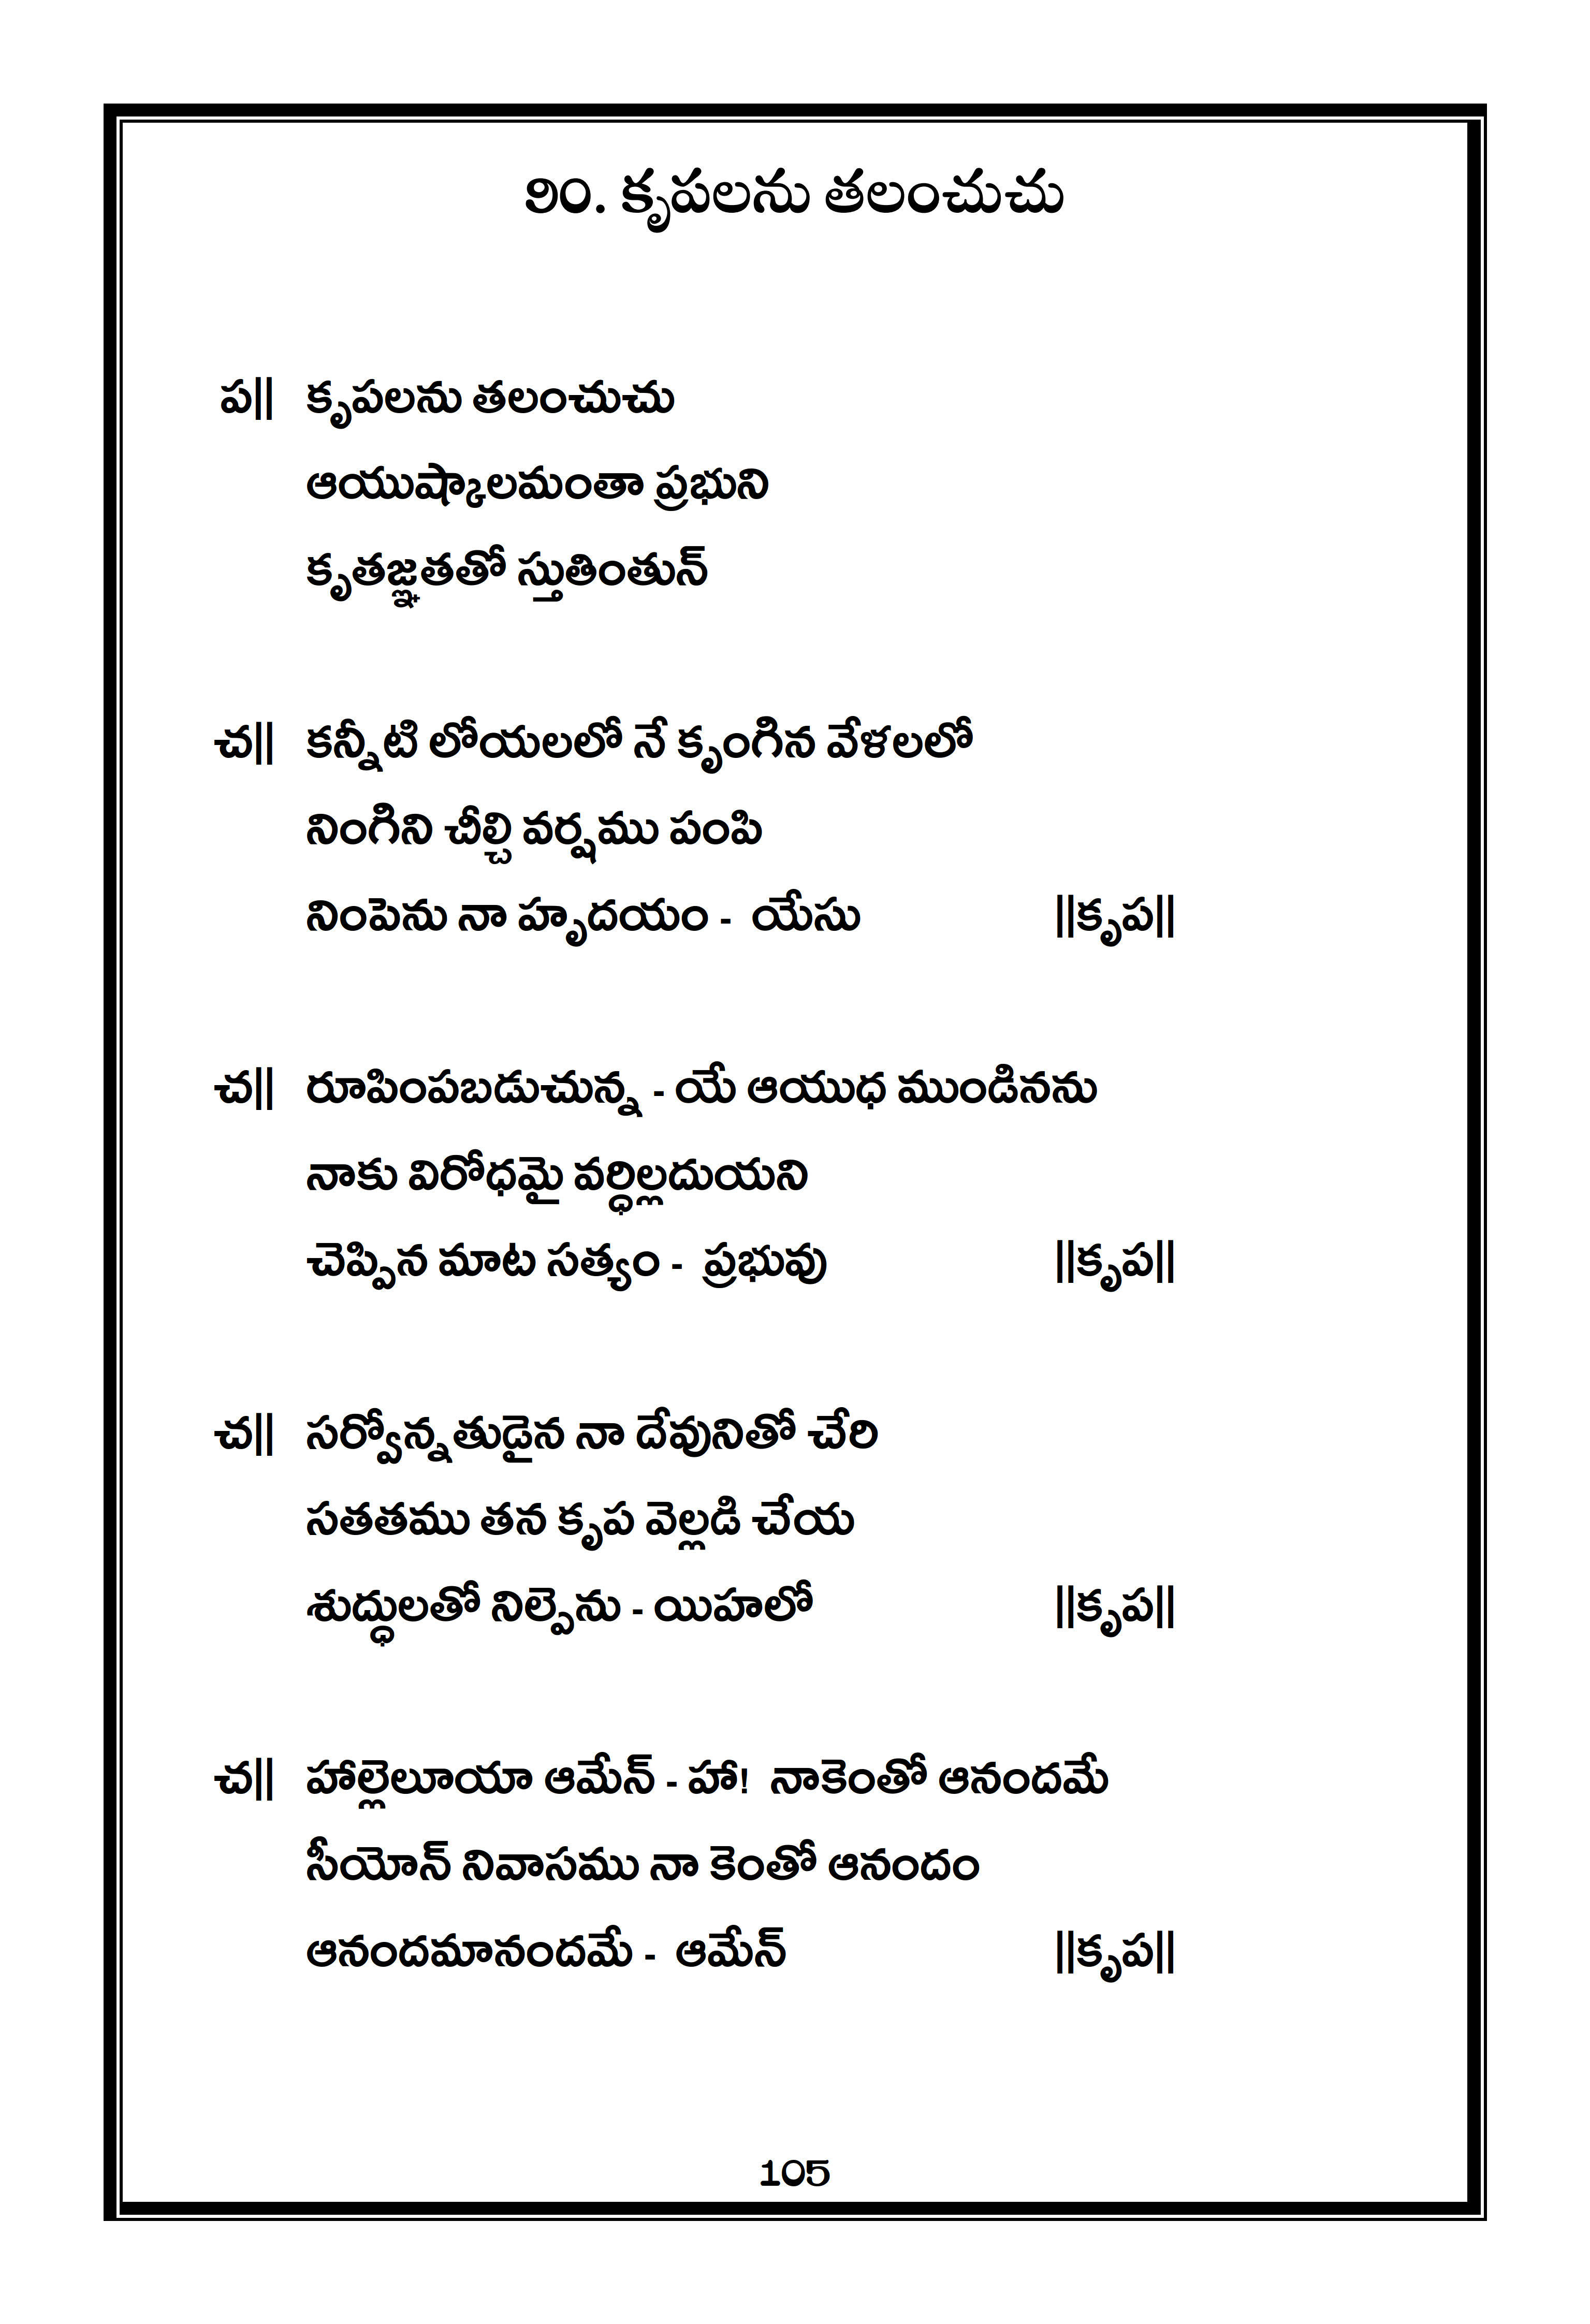 ౨౦. కృపలను తలంచుచు
ప|| కృపలను తలంచుచు
ఆయుష్కాలమంతా ప్రభుని
కృతజ్ఞతతో స్తుతింతున్
చ|| కన్నీటి లోయలలో నే కృంగిన వేళలలో
నింగిని చీల్చి వర్షము పంపి
నింపెను నా హృదయం - యేసు ||కృప||
చ|| రూపింపబడుచున్న - యే ఆయుధ ముండినను
నాకు విరోధమై వర్ధిల్లదుయని
చెప్పిన మాట సత్యం - ప్రభువు ||కృప||
చ|| సర్వోన్నతుడైన నా దేవునితో చేరి
సతతము తన కృప వెల్లడి చేయ
శుద్ధులతో నిల్పెను - యిహలో ||కృప||
చ|| హాల్లెలూయా ఆమేన్ - హా! నాకెంతో ఆనందమే
సీయోన్ నివాసము నా కెంతో ఆనందం
ఆనందమానందమే - ఆమేన్ ||కృప||
105